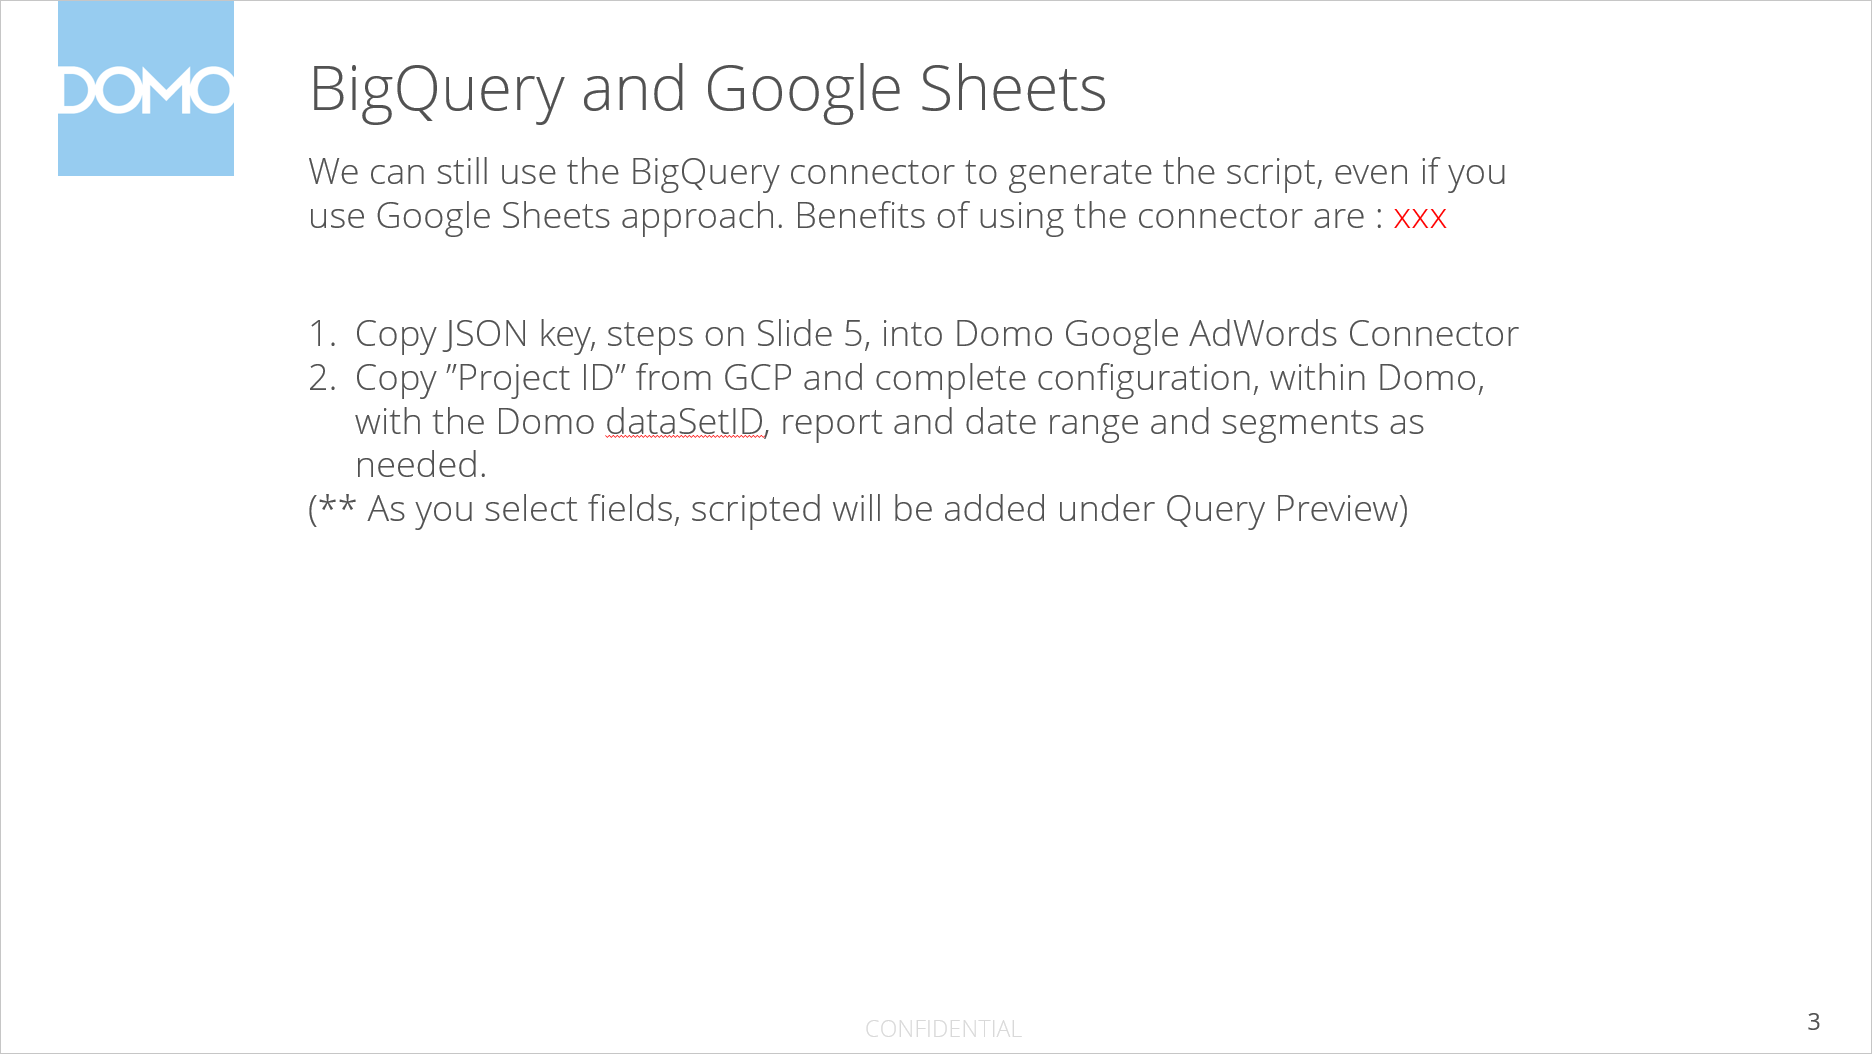 DOMO
BigQuery and Google Sheets
We can still use the BigQuery connector to generate the script, even if you
use Google Sheets approach. Benefits of using the connector are : xxx
1. Copy JSON key, steps on Slide 5, into Domo Google AdWords Connector
2. Copy ”Project ID” from GCP and complete configuration, within Domo,
with the Domo dataSetID, report and date range and segments as
needed.
(** As you select fields, scripted will be added under Query Preview)
CONFIDENTIAL
3